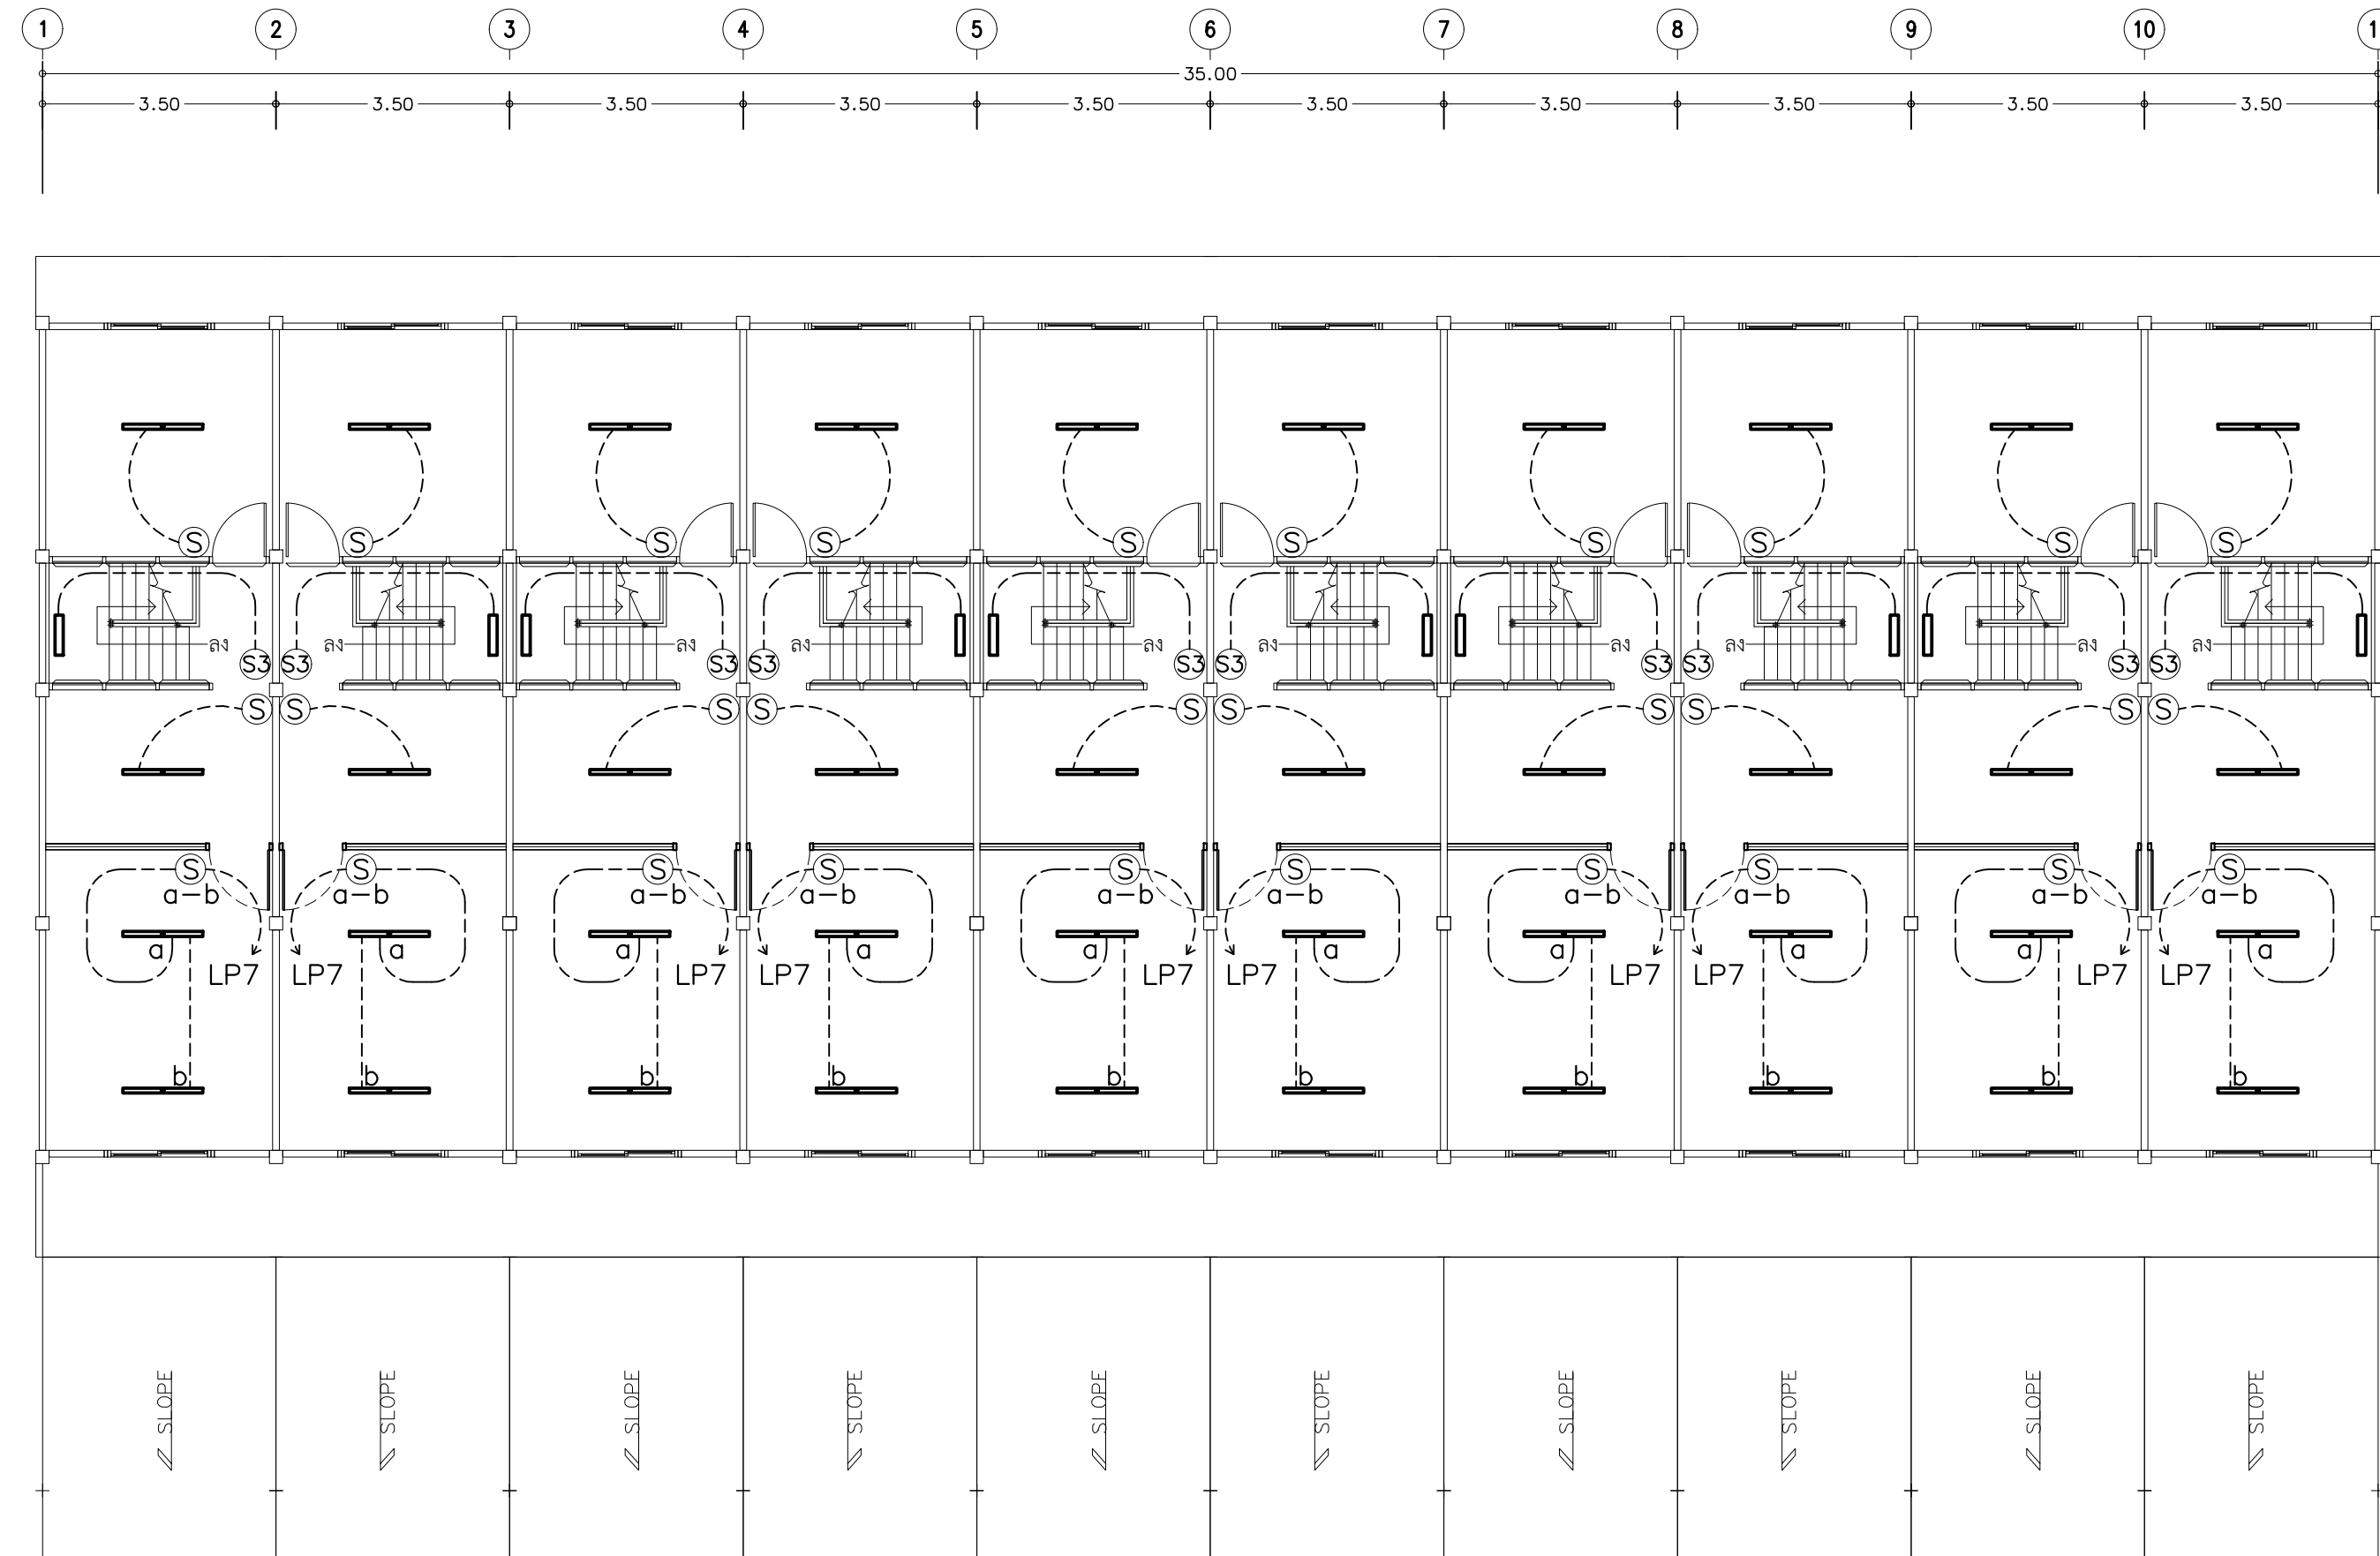 1 2 3 4 5 6 7 8 9 10 1
35.00
3.50 3.50 3.50 3.50 3.50 3.50 3.50 3.50 3.50 3.50
S S S S S S S S S S
ลง ลง ลง ลง ลง ลง ลง ลง ลง ลง
S3 S3 S3 S3 S3 S3 S3 S3 S3 S3
S S S S S S S S S S
S S S S S S S S S S
a-b a-b a-b a-b a-b a-b a-b a-b a-b a-b
a a a a a a a a a a
LP7 LP7 LP7 LP7 LP7 LP7 LP7 LP7 LP7 LP7
b b b b b b b b b b
SLOPE SLOPE SLOPE SLOPE SLOPE SLOPE SLOPE SLOPE SLOPE SLOPE